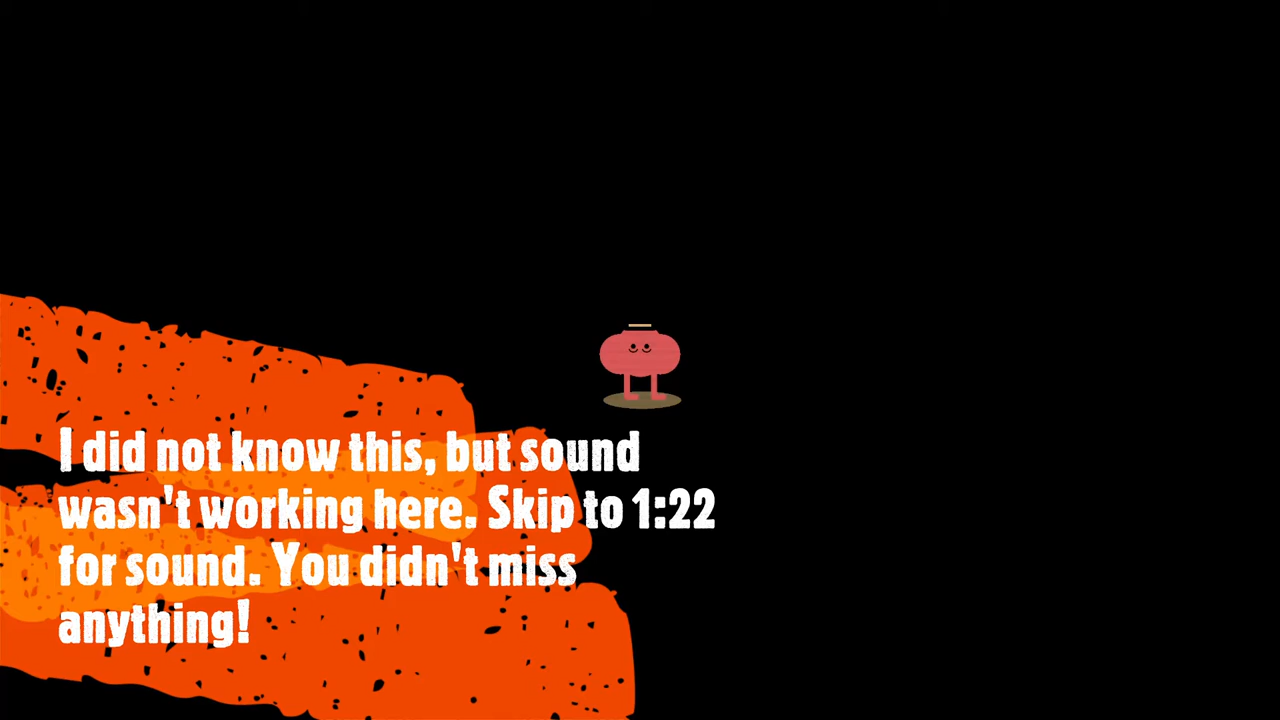 I did not know this, but sound
wasn't working here. Skip to 1:22
for sound. You didn't miss
anything!